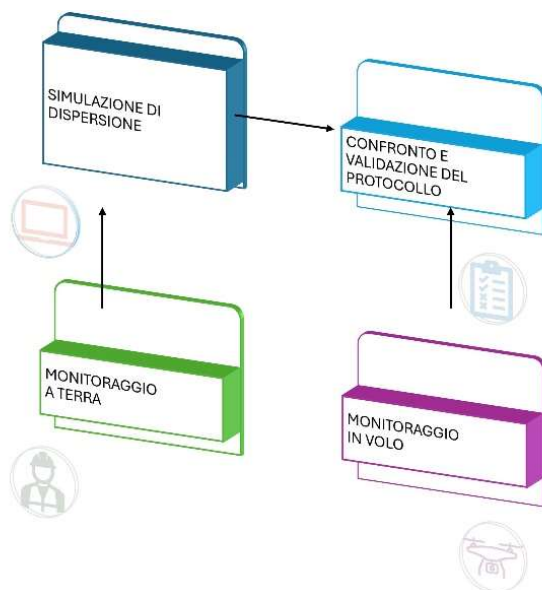 SIMULAZIONE DI
DISPERSIONE
CONFRONTO E
VALIDAZIONE DEL
PROTOCOLLO
MONITORAGGIO
A TERRA
MONITORAGGIO
IN VOLO